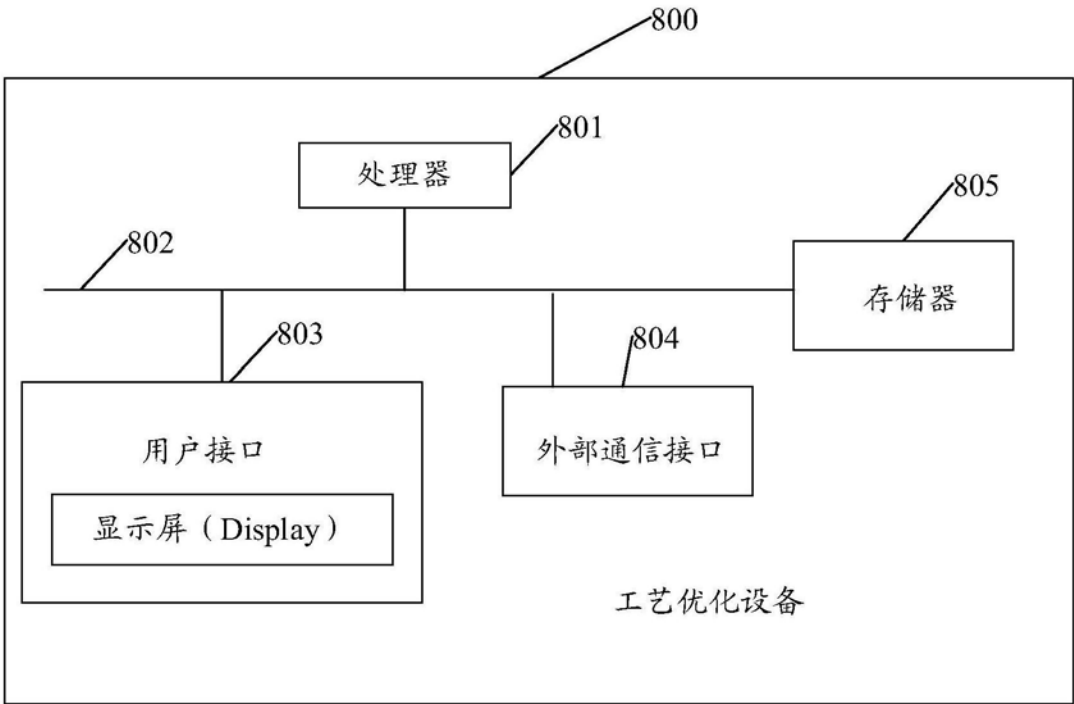 800
801
处理器
805
802
存储器
803
804
用户接口
外部通信接口
显示屏（Display）
工艺优化设备